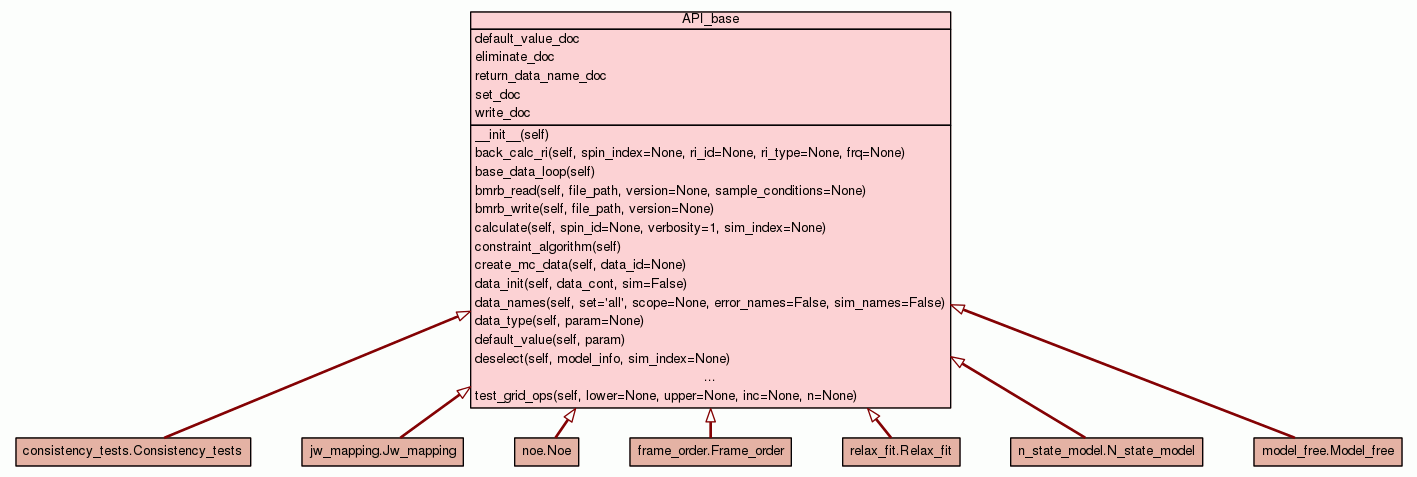 API_base
default_value_doc
eliminate_doc
return_data_name_doc
set_doc
write_doc
__init__(self)
back_calc_ri(self, spin_index=None, ri_id=None, ri_type=None, frq=None)
base_data_loop(self)
bmrb_read(self, file_path, version=None, sample_conditions=None)
bmrb_write(self, file_path, version=None)
calculate(self, spin_id=None, verbosity=1, sim_index=None)
constraint_algorithm(self)
create_mc_data(self, data_id=None)
data_init(self, data_cont, sim=False)
data_names(self, set='all', scope=None, error_names=False, sim_names=False)
data_type(self, param=None)
default_value(self, param)
deselect(self, model_info, sim_index=None)
...
test_grid_ops(self, lower=None, upper=None, inc=None, n=None)
consistency_tests.Consistency_tests
jw_mapping.Jw_mapping
noe.Noe
frame_order.Frame_order
relax_fit.Relax_fit
n_state_model.N_state_model
model_free.Model_free